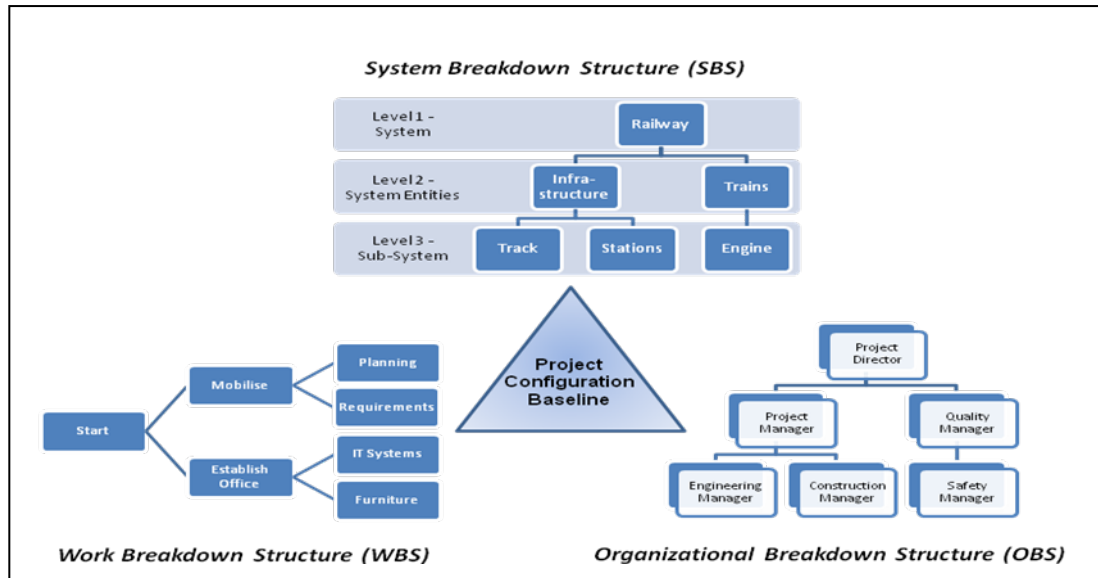 System Breakdown Structure (SBS)
Level 1 -
System
Railway
Level 2 -
System Entities
Infra-
structure
Trains
Level 3 -
Sub-System
Track
Stations
Engine
Project
Configuration
Baseline
Start
Mobilise
Establish
Office
Planning
Requirements
IT Systems
Furniture
Project
Director
Project
Manager
Quality
Manager
Engineering
Manager
Construction
Manager
Safety
Manager
Work Breakdown Structure (WBS)
Organizational Breakdown Structure (OBS)